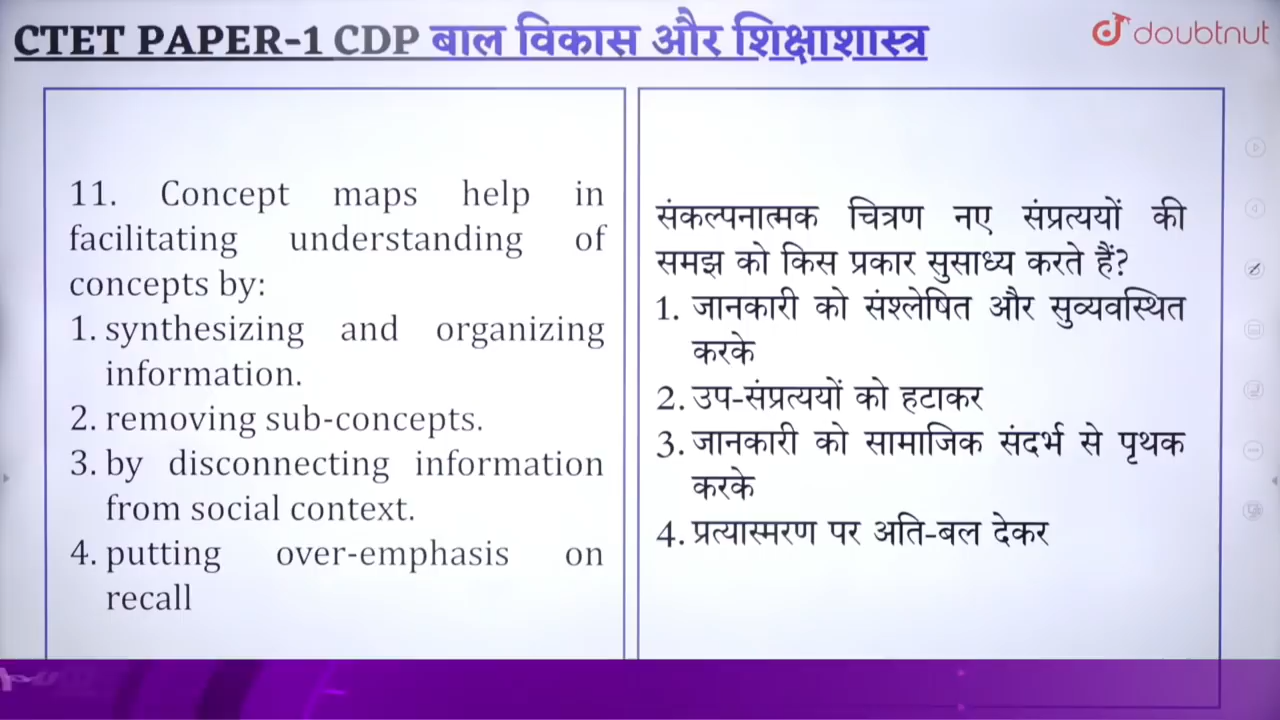 CTET PAPER-1 CDP बाल विकास और शिक्षाशास्त्र
doubtnut
11. Concept maps help in
facilitating understanding of
concepts by:
1. synthesizing and organizing
information.
2. removing sub-concepts.
3. by disconnecting information
from social context.
4. putting over-emphasis on
recall
संकल्पनात्मक चित्रण नए संप्रत्ययों की
समझ को किस प्रकार सुसाध्य करते हैं?
1. जानकारी को संश्लेषित और सुव्यवस्थित
करके
2. उप-संप्रत्ययों को हटाकर
3. जानकारी को सामाजिक संदर्भ से पृथक
करके
4. प्रत्यास्मरण पर अति-बल देकर